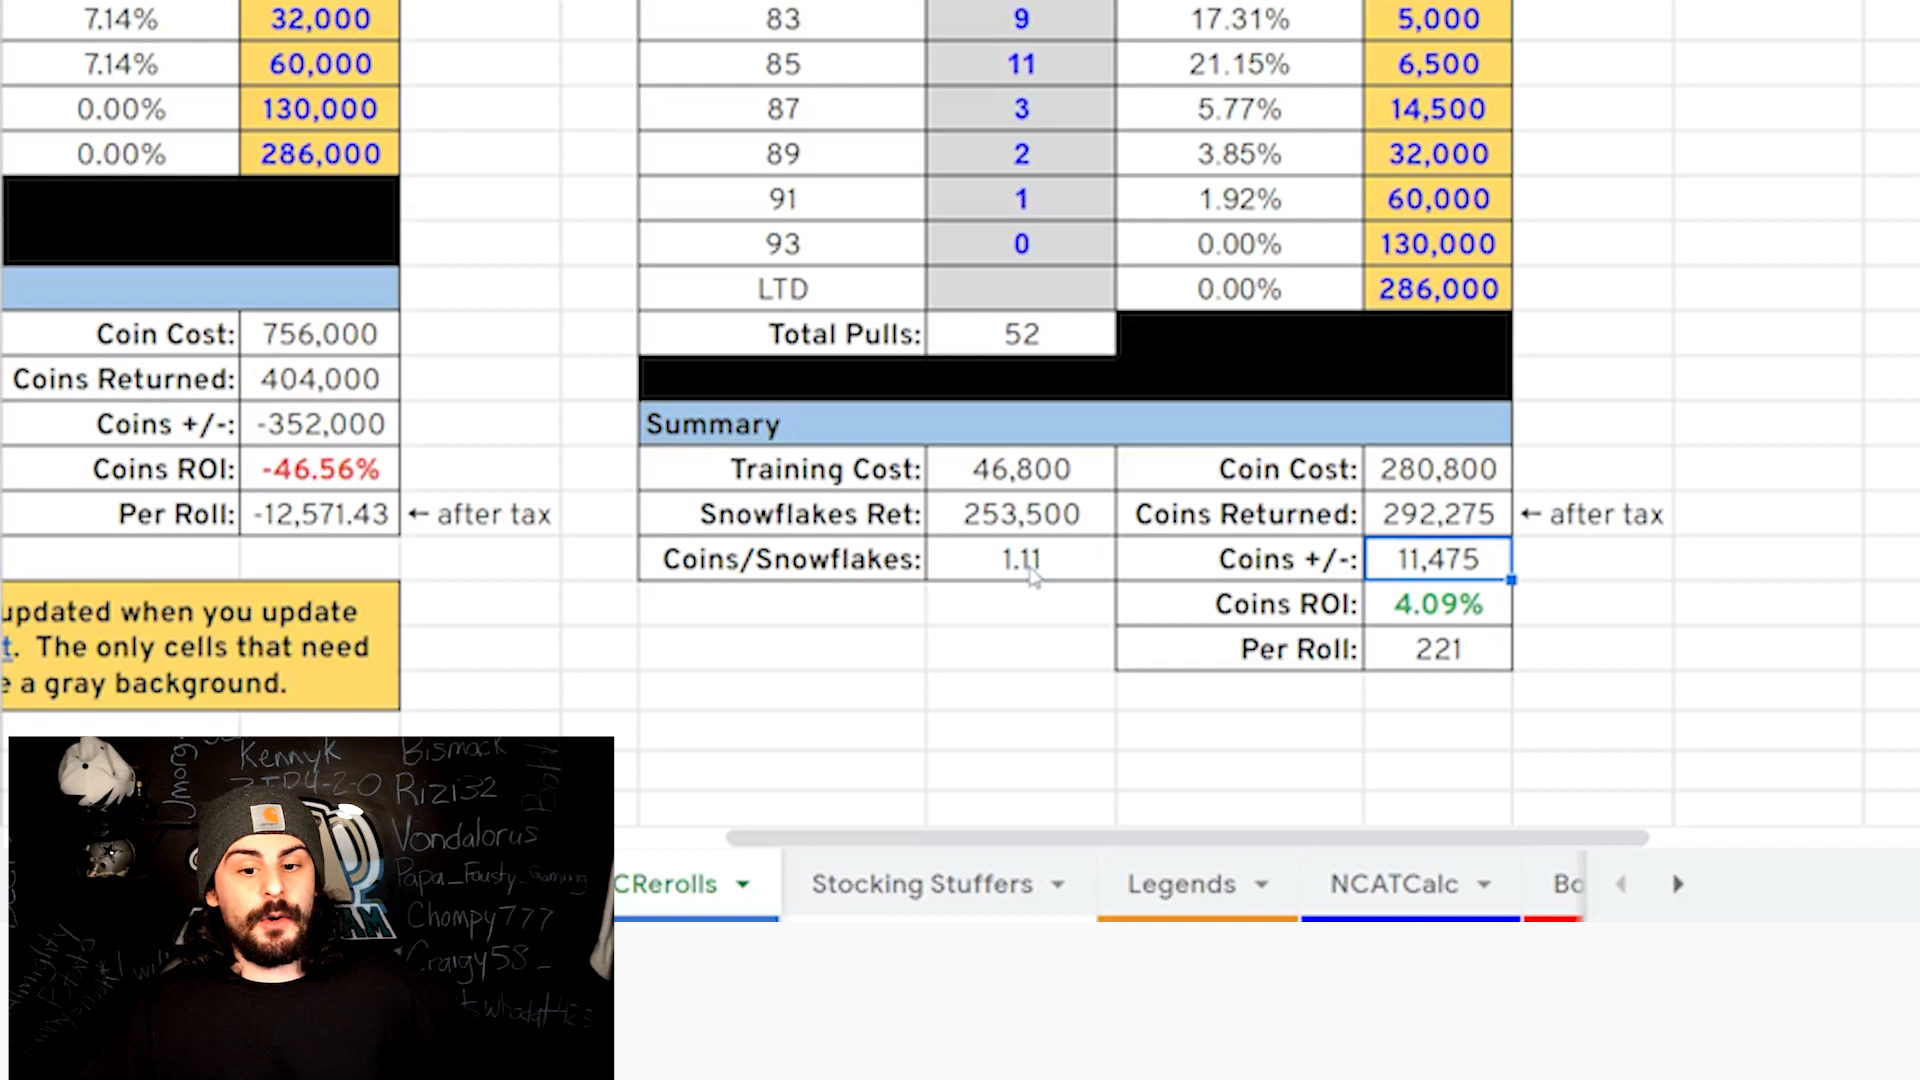 7.14% 32,000
7.14% 60,000
0.00% 130,000
0.00% 286,000
Coin Cost: 756,000
Coins Returned: 404,000
Coins +/-: -352,000
Coins ROI: -46.56%
Per Roll: -12,571.43 ← after tax
updated when you update
t. The only cells that need
e a gray background.
83 9 17.31% 5,000
85 11 21.15% 6,500
87 3 5.77% 14,500
89 2 3.85% 32,000
91 1 1.92% 60,000
93 0 0.00% 130,000
LTD 0.00% 286,000
Total Pulls: 52
Summary
Training Cost: 46,800 Coin Cost: 280,800
Snowflakes Ret: 253,500 Coins Returned: 292,275 ← after tax
Coins/Snowflakes: 1.11 Coins +/-: 11,475
Coins ROI: 4.09%
Per Roll: 221
CRerolls Stocking Stuffers Legends NCATCalc Bo
Jmorg
KennyK
Bismack
Rizi32
Vondalorus
Papa_Fausty_Gaming
Chompy777
Craigy58_